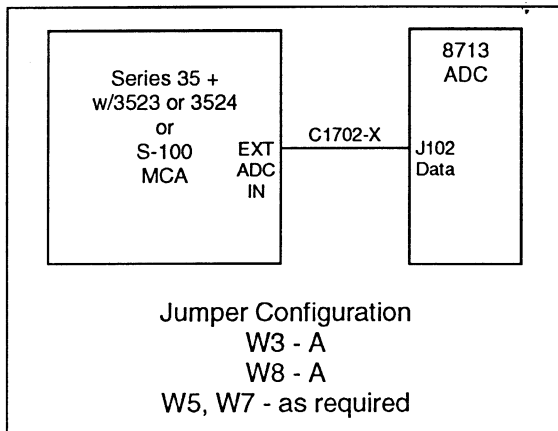 Series 35 +
w/3523 or 3524
or
S-100
MCA
EXT
ADC
IN
C1702-X
8713
ADC
J102
Data
Jumper Configuration
W3 - A
W8 - A
W5, W7 - as required